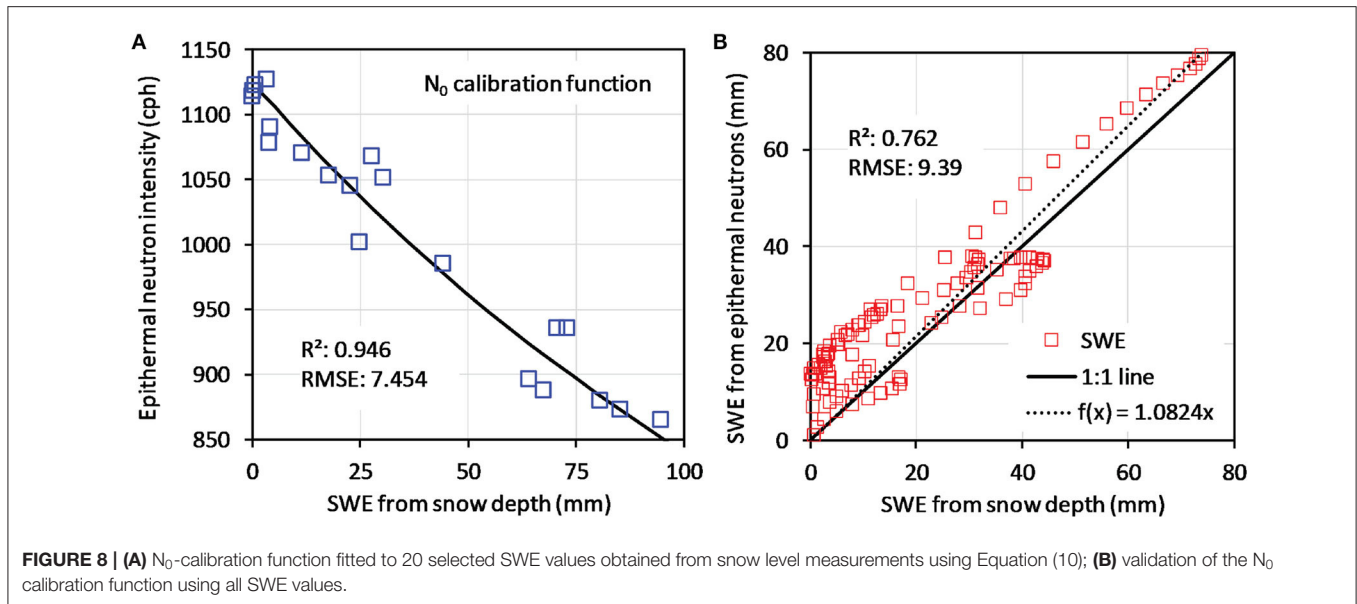 A
1150
1100
1050
1000
950
900
850
Epithermal neutron intensity (cph)
N₀ calibration function
R²: 0.946
RMSE: 7.454
0 25 50 75 100
SWE from snow depth (mm)
B
80
60
40
20
0
SWE from epithermal neutrons (mm)
R²: 0.762
RMSE: 9.39
SWE
1:1 line
f(x) = 1.0824x
0 20 40 60 80
SWE from snow depth (mm)
FIGURE 8 | (A) N₀-calibration function fitted to 20 selected SWE values obtained from snow level measurements using Equation (10); (B) validation of the N₀
calibration function using all SWE values.